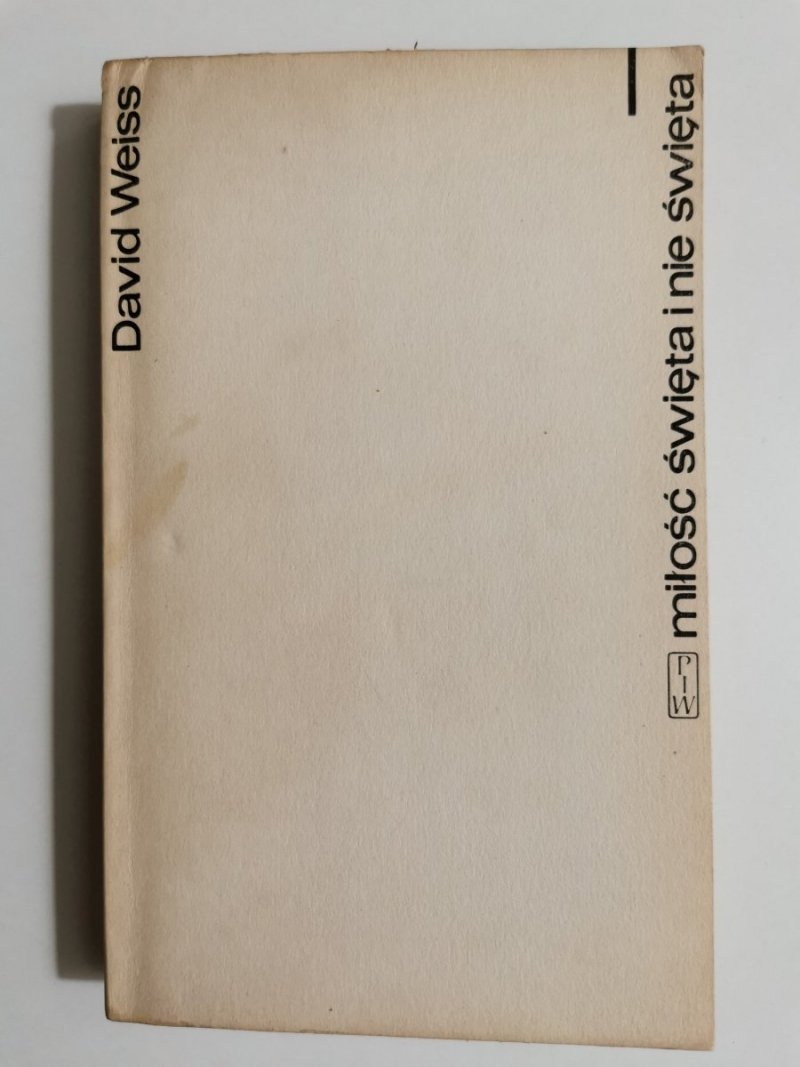 David Weiss
miłość święta i nie święta
PIW